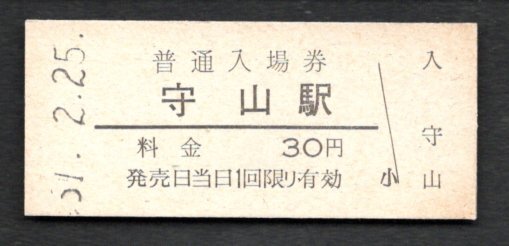 51. 2.25.
普通入場券
守山駅
料金 30円
発売日当日1回限り有効
小
入
守
山